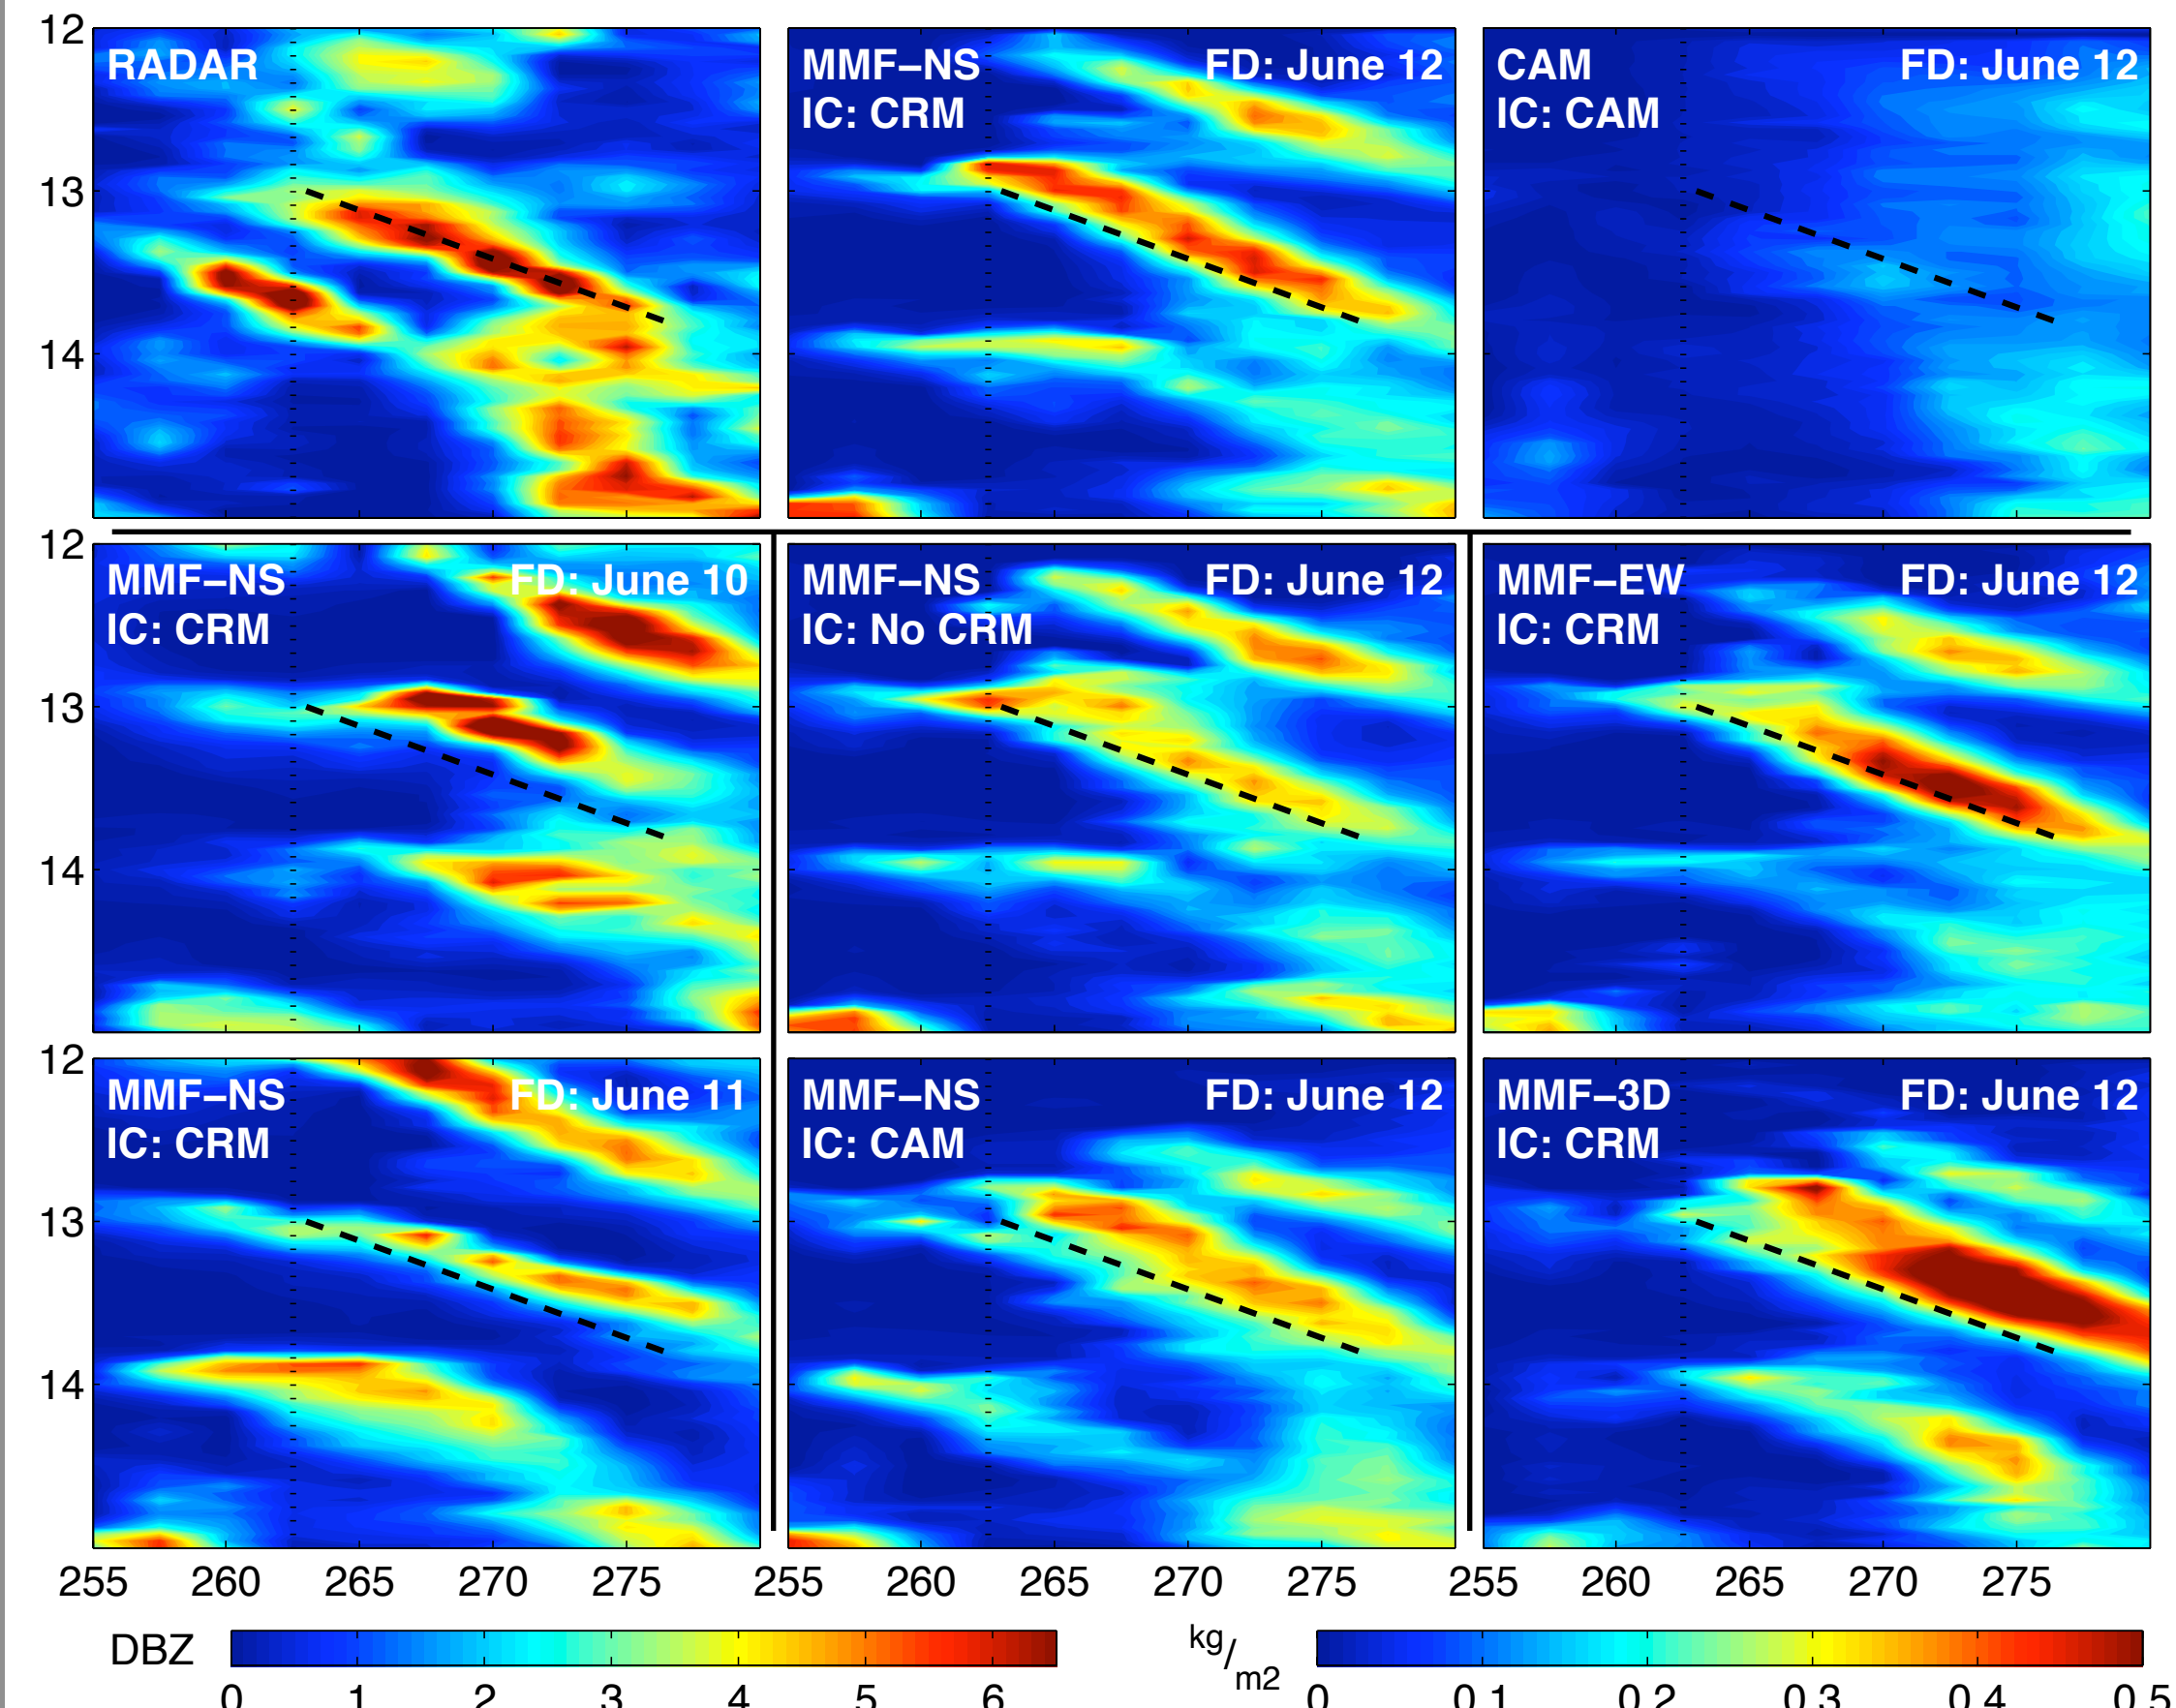 12
13
14
RADAR
MMF–NS FD: June 12
IC: CRM
CAM FD: June 12
IC: CAM
12
13
14
MMF–NS FD: June 10
IC: CRM
MMF–NS FD: June 12
IC: No CRM
MMF–EW FD: June 12
IC: CRM
12
13
14
MMF–NS FD: June 11
IC: CRM
MMF–NS FD: June 12
IC: CAM
MMF–3D FD: June 12
IC: CRM
255 260 265 270 275 255 260 265 270 275 255 260 265 270 275
DBZ
0 1 2 3 4 5 6
kg/m2
0 0.1 0.2 0.3 0.4 0.5